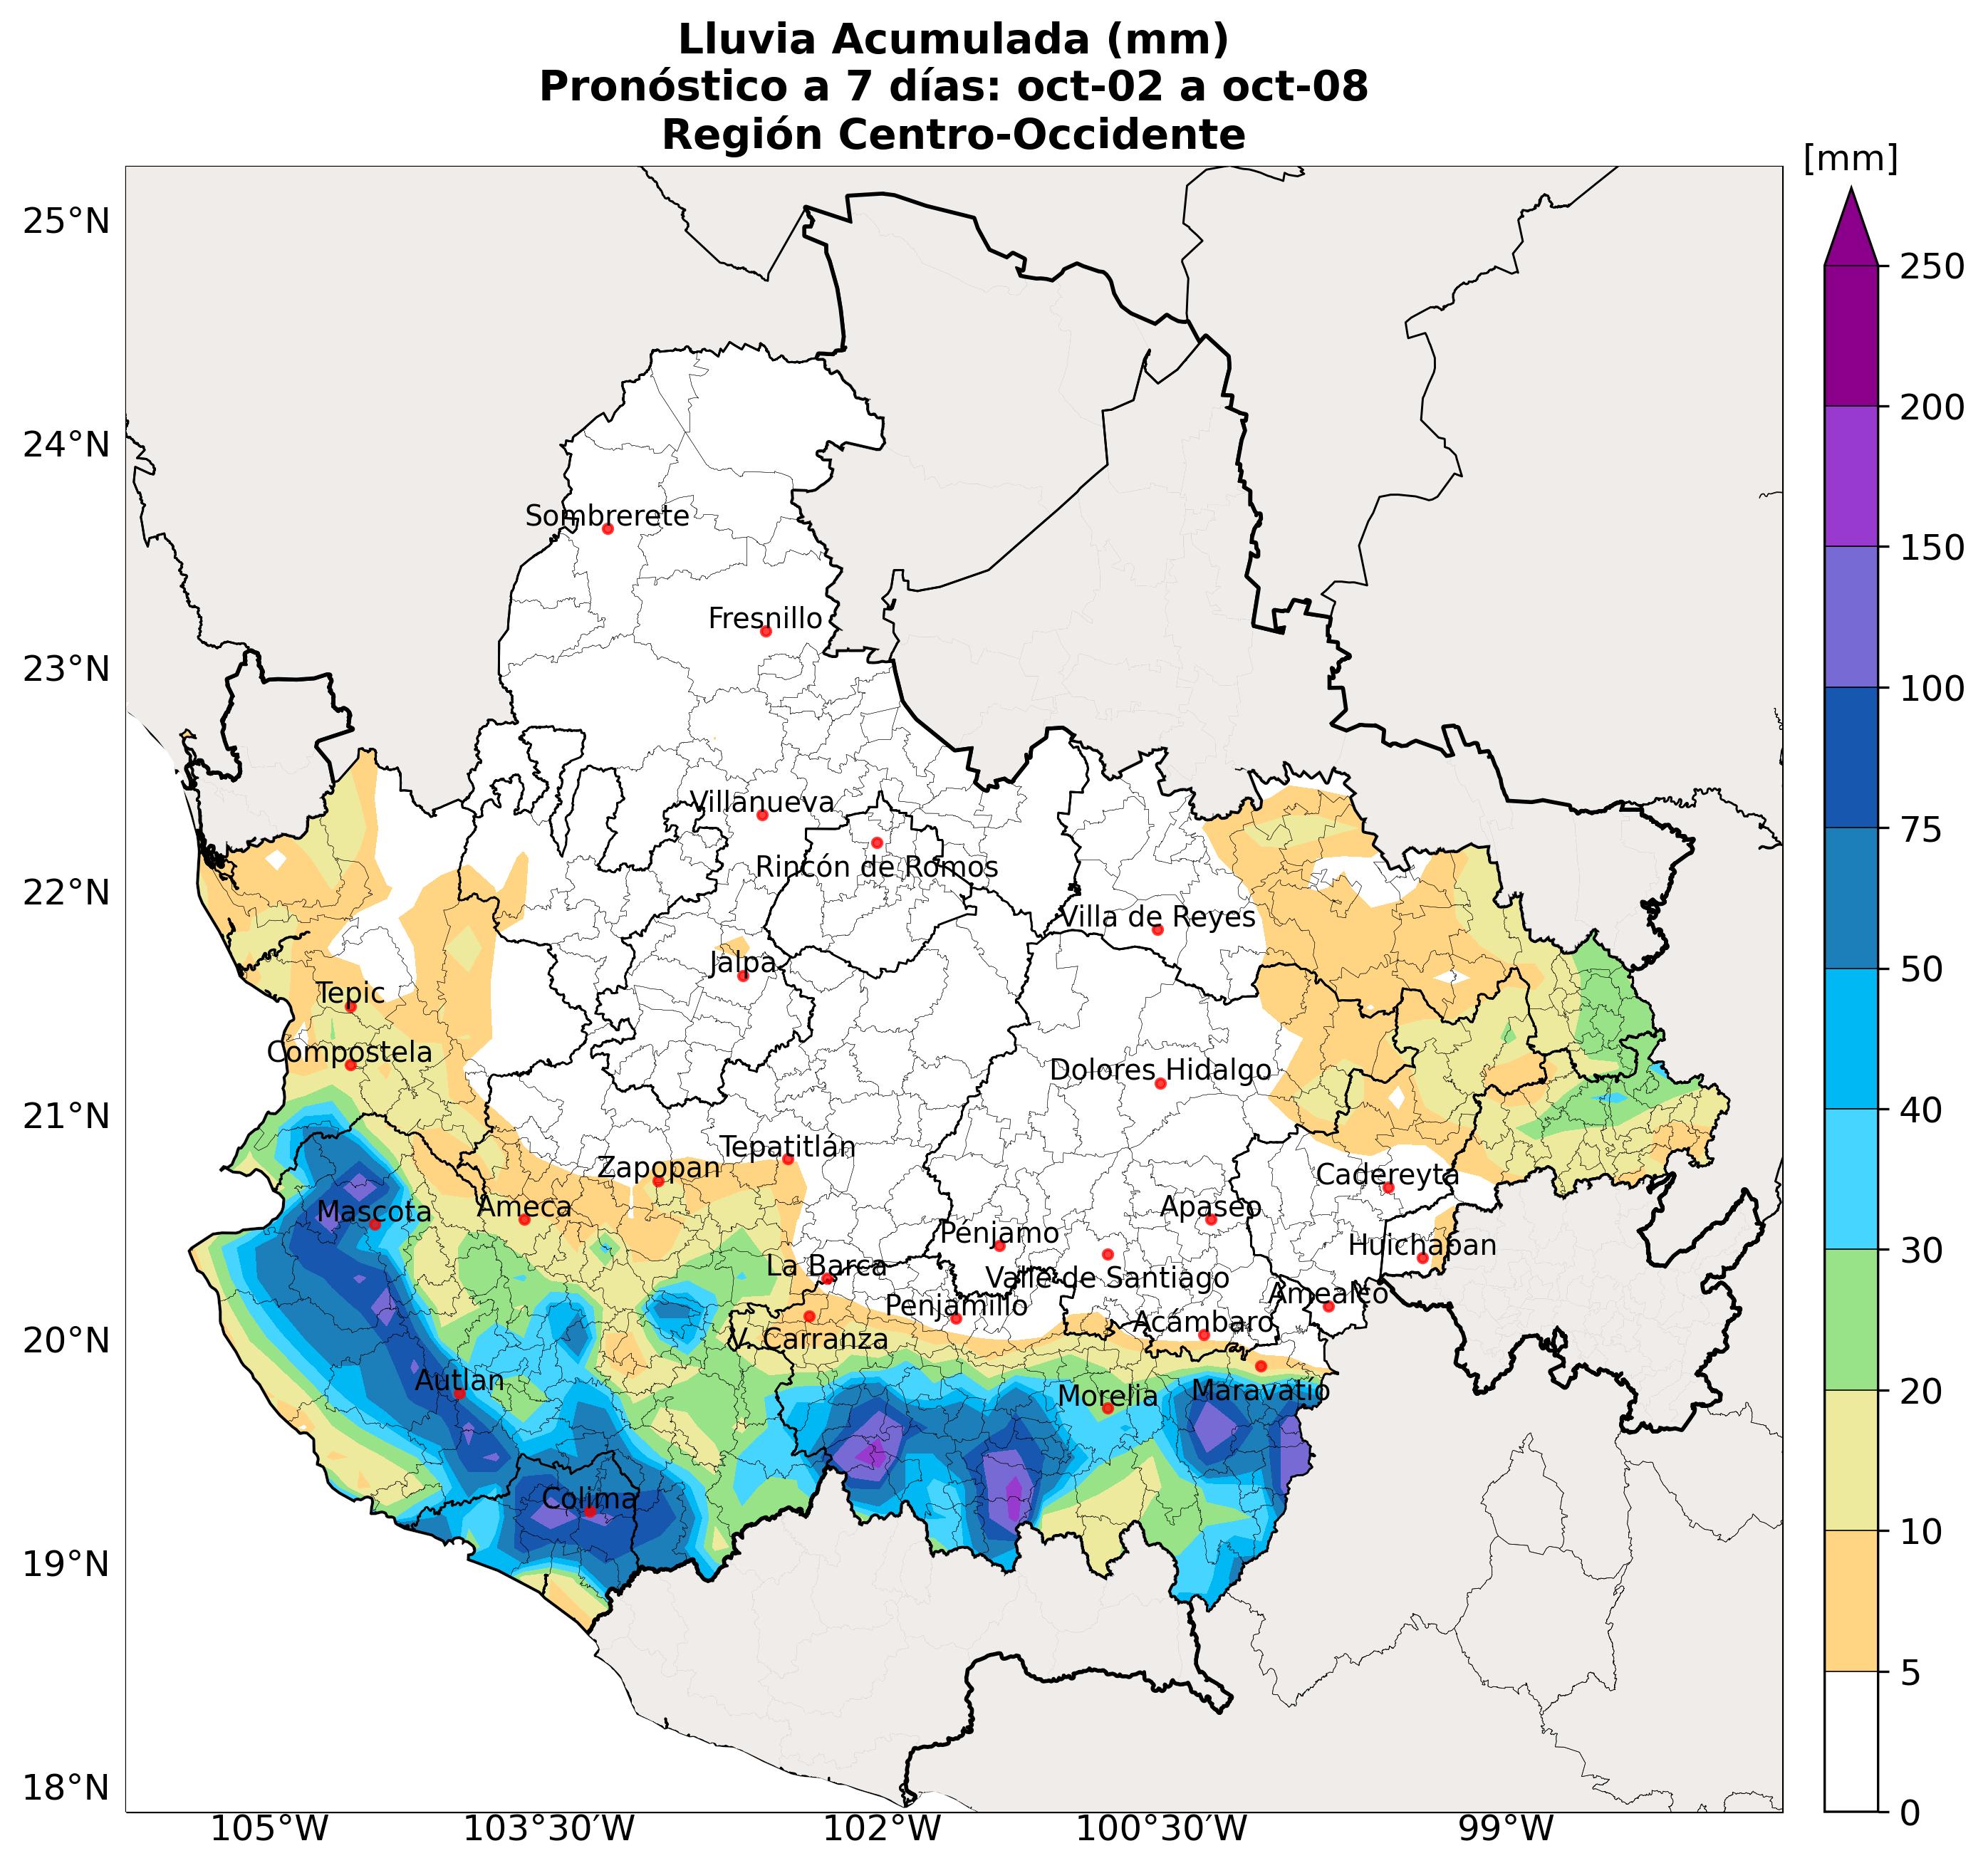 Lluvia Acumulada (mm)
Pronóstico a 7 días: oct-02 a oct-08
Región Centro-Occidente
[mm]
25°N
24°N
23°N
22°N
21°N
20°N
19°N
18°N
Sombrerete
Fresnillo
Villanueva
Rincón de Romos
Villa de Reyes
Jalpa
Tepic
Compostela
Dolores Hidalgo
Tepatitlán
Zapopan
Cadereyta
Mascota
Ameca
Apaseo
Pénjamo
Huichapan
La Barca
Valle de Santiago
Amealco
Penjamillo
Acámbaro
V. Carranza
Autlan
Morelia
Maravatío
Colima
105°W
103°30'W
102°W
100°30'W
99°W
250
200
150
100
75
50
40
30
20
10
5
0